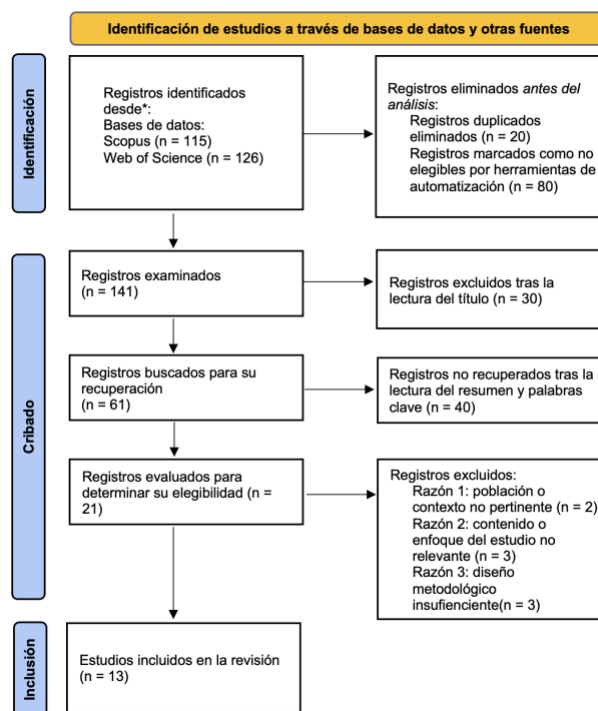 Identificación de estudios a través de bases de datos y otras fuentes
Identificación
Registros identificados
desde*:
Bases de datos:
Scopus (n = 115)
Web of Science (n = 126)
Registros eliminados antes del
análisis:
Registros duplicados
eliminados (n = 20)
Registros marcados como no
elegibles por herramientas de
automatización (n = 80)
Cribado
Registros examinados
(n = 141)
Registros excluidos tras la
lectura del título (n = 30)
Registros buscados para su
recuperación
(n = 61)
Registros no recuperados tras la
lectura del resumen y palabras
clave (n = 40)
Registros evaluados para
determinar su elegibilidad (n =
21)
Registros excluidos:
Razón 1: población o
contexto no pertinente (n = 2)
Razón 2: contenido o
enfoque del estudio no
relevante (n = 3)
Razón 3: diseño
metodológico
insufienciente(n = 3)
Inclusión
Estudios incluidos en la revisión
(n = 13)